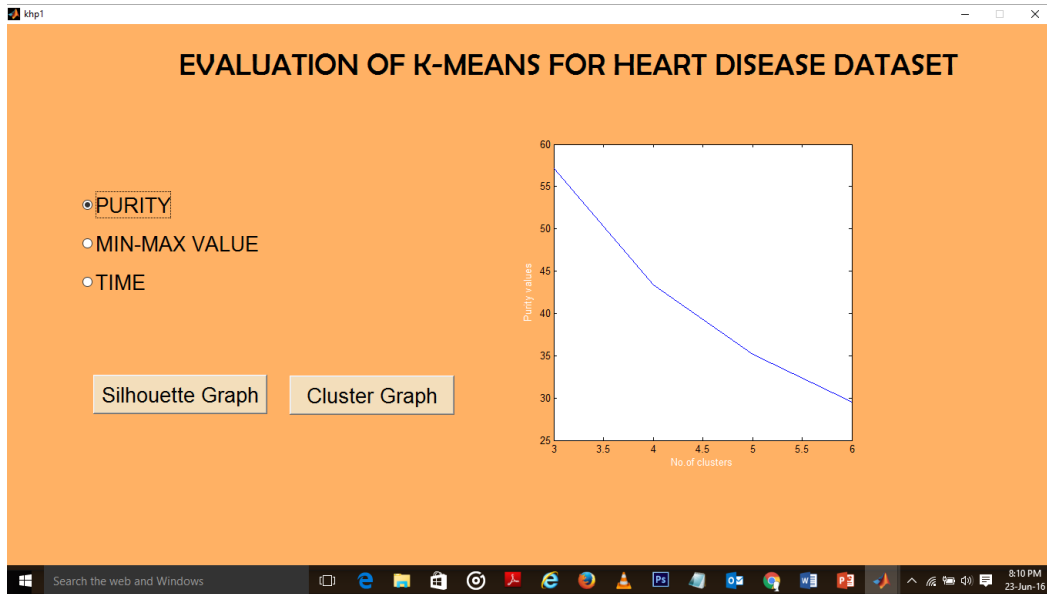 khp1
EVALUATION OF K-MEANS FOR HEART DISEASE DATASET
PURITY
MIN-MAX VALUE
TIME
Silhouette Graph
Cluster Graph
60
55
50
45
40
35
30
25
Purity values
3 3.5 4 4.5 5 5.5 6
No.of clusters
Search the web and Windows
8:10 PM
23-Jun-16